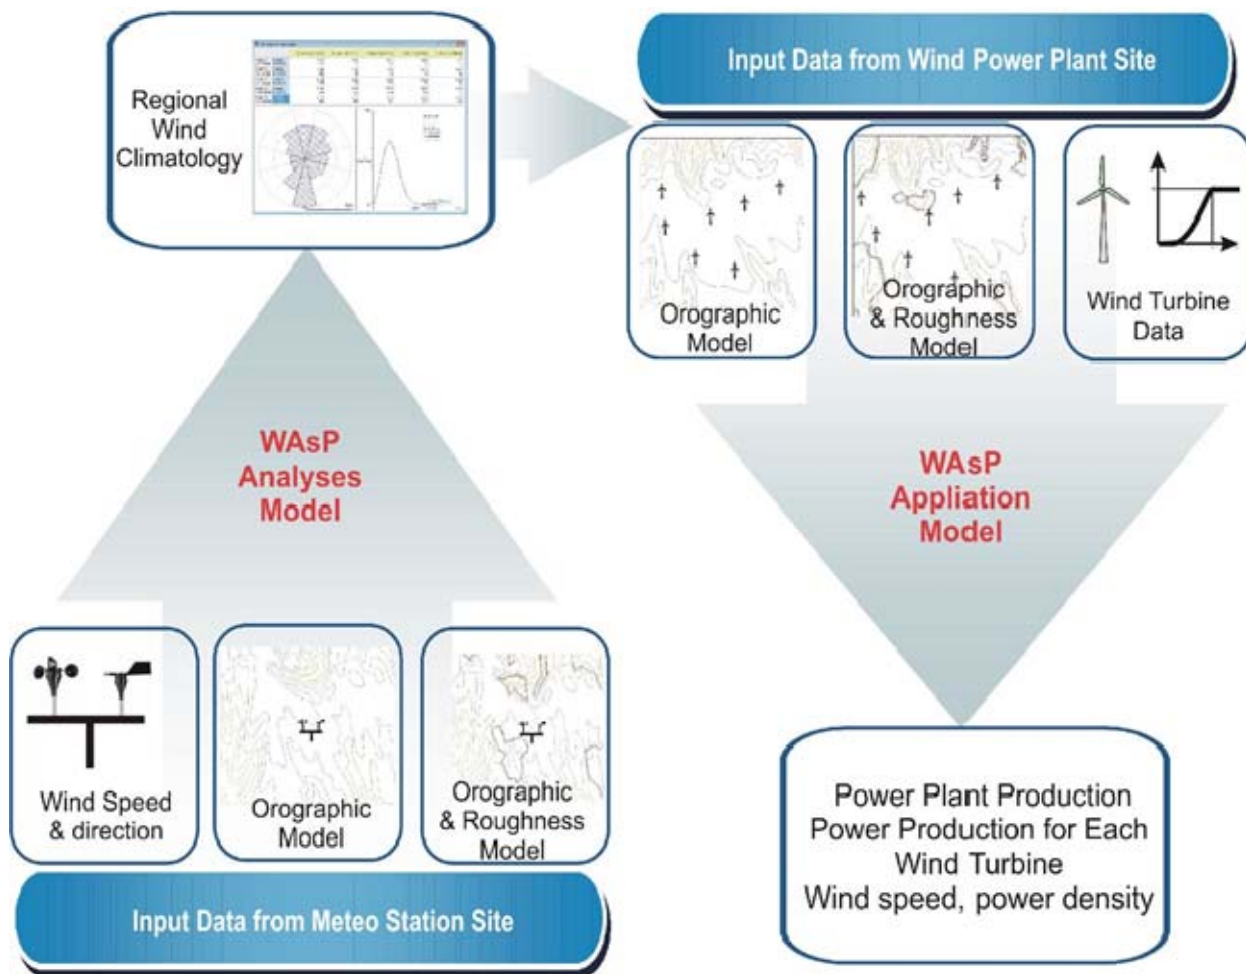 Regional
Wind
Climatology
Input Data from Wind Power Plant Site
Orographic
Model
Orographic
& Roughness
Model
Wind Turbine
Data
WAsP
Analyses
Model
WAsP
Appliation
Model
Wind Speed
& direction
Orographic
Model
Orographic
& Roughness
Model
Input Data from Meteo Station Site
Power Plant Production
Power Production for Each
Wind Turbine
Wind speed, power density